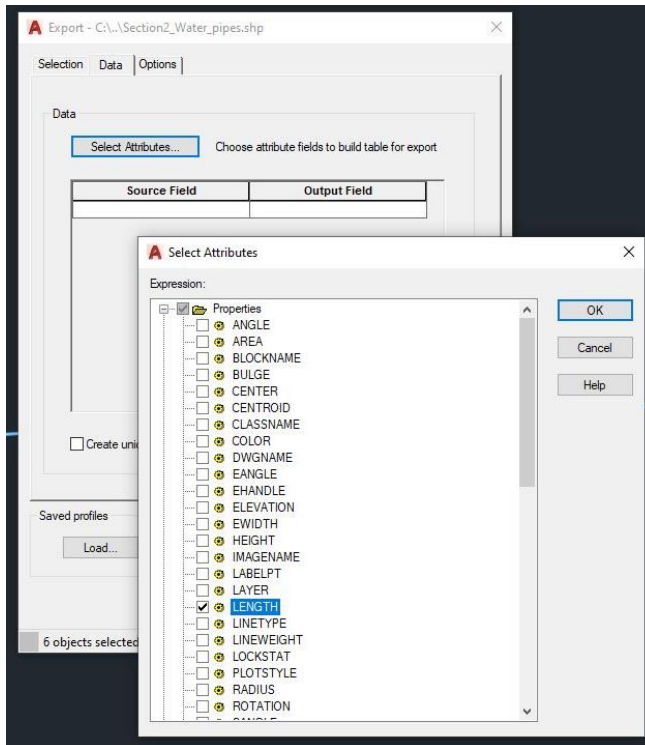 Export - C:\..\Section2_Water_pipes.shp
Selection Data Options
Data
Select Attributes... Choose attribute fields to build table for export
Source Field Output Field
Select Attributes
Expression:
Properties
ANGLE
AREA
BLOCKNAME
BULGE
CENTER
CENTROID
CLASSNAME
COLOR
DWGNAME
EANGLE
EHANDLE
ELEVATION
EWIDTH
HEIGHT
IMAGENAME
LABELPT
LAYER
LENGTH
LINETYPE
LINEWEIGHT
LOCKSTAT
PLOTSTYLE
RADIUS
ROTATION
OK
Cancel
Help
Create
Saved profiles
Load...
6 objects selected